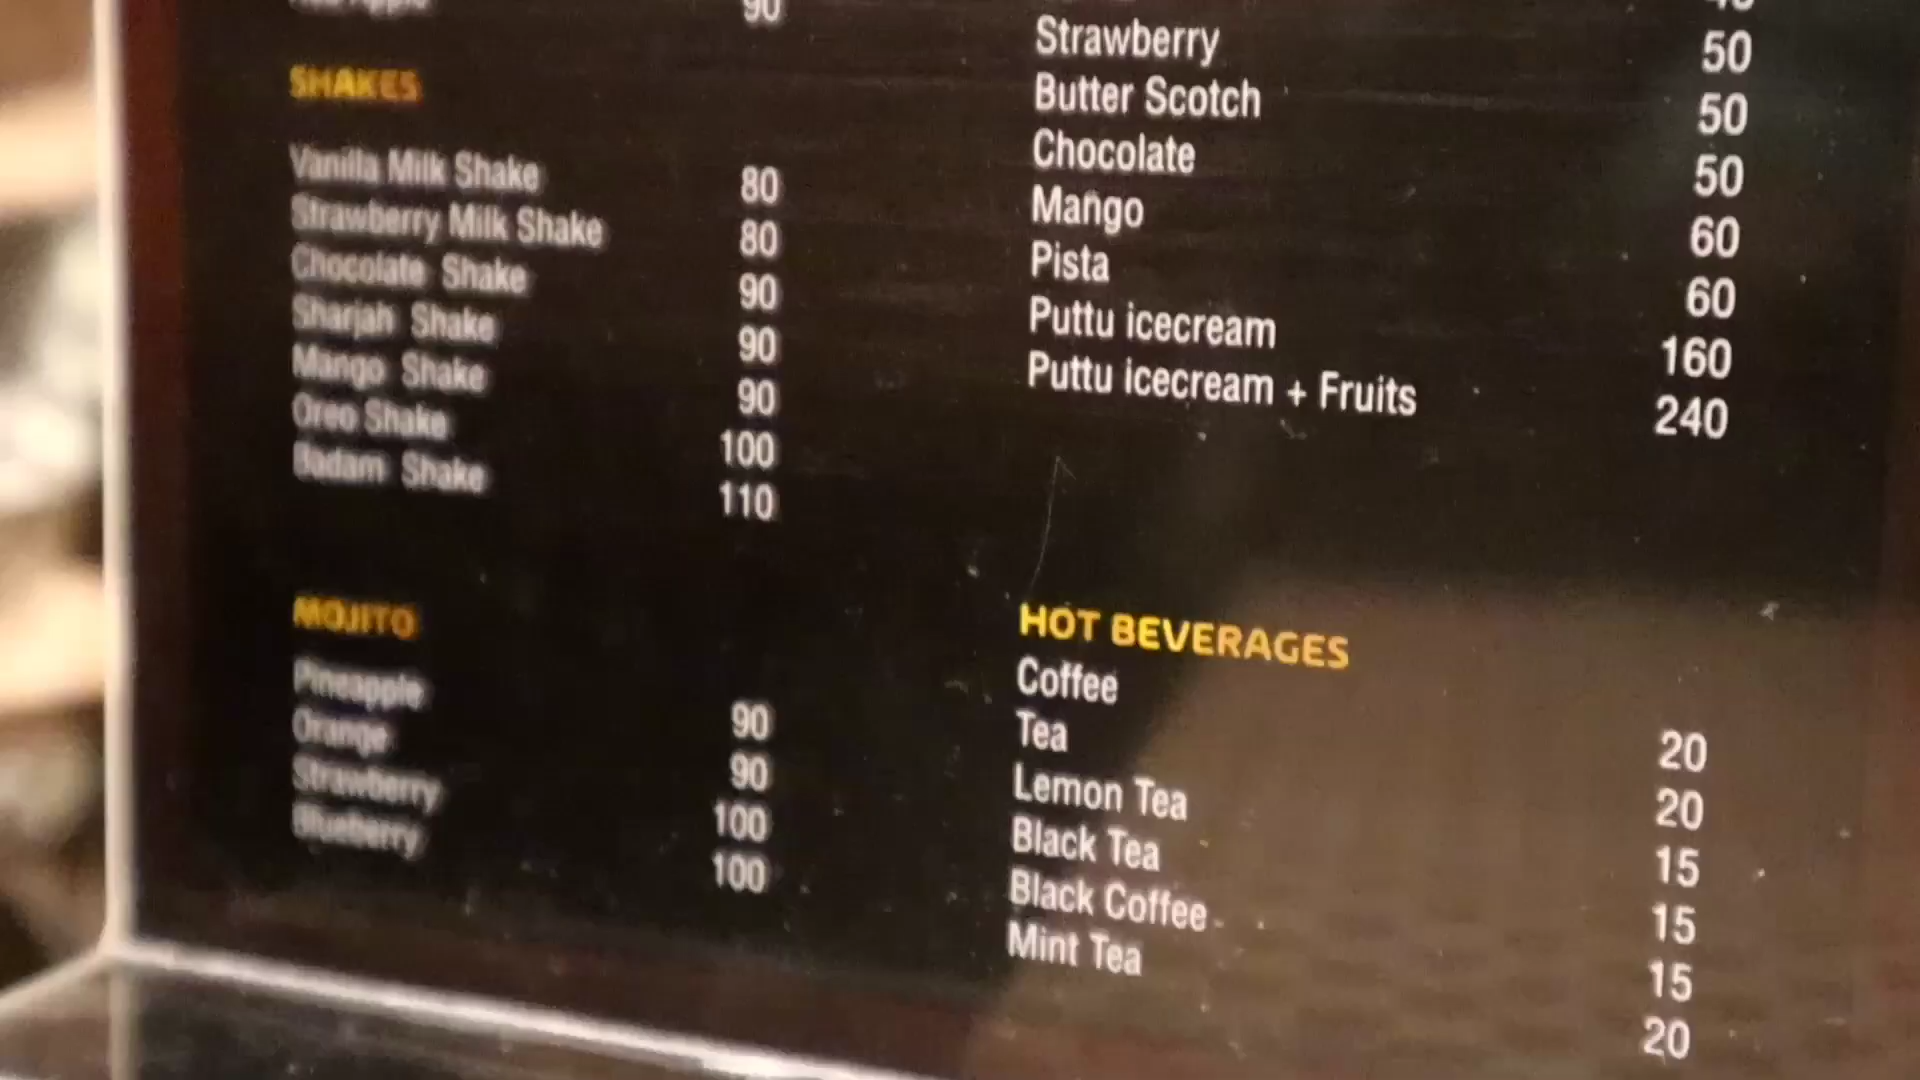 90
SHAKES
Vanilla Milk Shake 80
Strawberry Milk Shake 80
Chocolate Shake 90
Sharjah Shake 90
Mango Shake 90
Oreo Shake 100
Badam Shake 110
MOJITO
Pineapple 90
Orange 90
Strawberry 100
Blueberry 100
Strawberry 50
Butter Scotch 50
Chocolate 50
Mango 60
Pista 60
Puttu icecream 160
Puttu icecream + Fruits 240
HOT BEVERAGES
Coffee 20
Tea 20
Lemon Tea 15
Black Tea 15
Black Coffee 15
Mint Tea 20